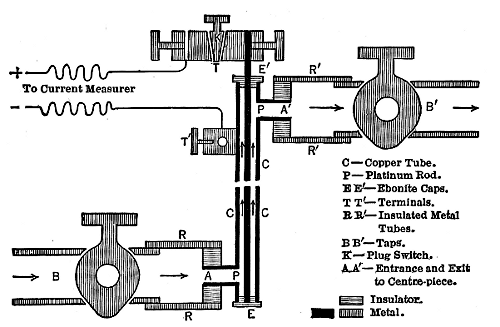 K
T
E′
R′
+
To Current Measurer
−
P A′
B′
T′
R′
C
C—Copper Tube.
P—Platinum Rod.
E E′—Ebonite Caps.
T T′—Terminals.
R R′—Insulated Metal
Tubes.
B B′—Taps.
K—Plug Switch.
A.A′—Entrance and Exit
to Centre-piece.
C C
R
B A P
R E
Insulator.
Metal.